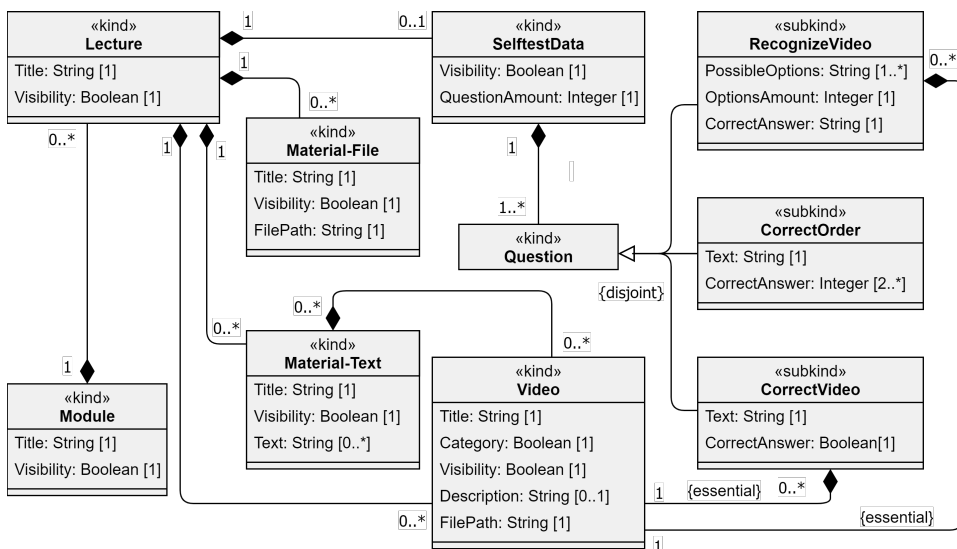 «kind»
Lecture
Title: String [1]
Visibility: Boolean [1]
1
0..1
«kind»
SelftestData
Visibility: Boolean [1]
QuestionAmount: Integer [1]
«subkind»
RecognizeVideo
PossibleOptions: String [1..*]
OptionsAmount: Integer [1]
CorrectAnswer: String [1]
0..*
1
0..*
«kind»
Material-File
Title: String [1]
Visibility: Boolean [1]
FilePath: String [1]
0..*
1
1
1
1..*
«kind»
Question
{disjoint}
«subkind»
CorrectOrder
Text: String [1]
CorrectAnswer: Integer [2..*]
0..*
0..*
0..*
«kind»
Material-Text
Title: String [1]
Visibility: Boolean [1]
Text: String [0..*]
1
«kind»
Module
Title: String [1]
Visibility: Boolean [1]
«kind»
Video
Title: String [1]
Category: Boolean [1]
Visibility: Boolean [1]
Description: String [0..1]
FilePath: String [1]
0..*
«subkind»
CorrectVideo
Text: String [1]
CorrectAnswer: Boolean[1]
1
{essential}
0..*
{essential}
1